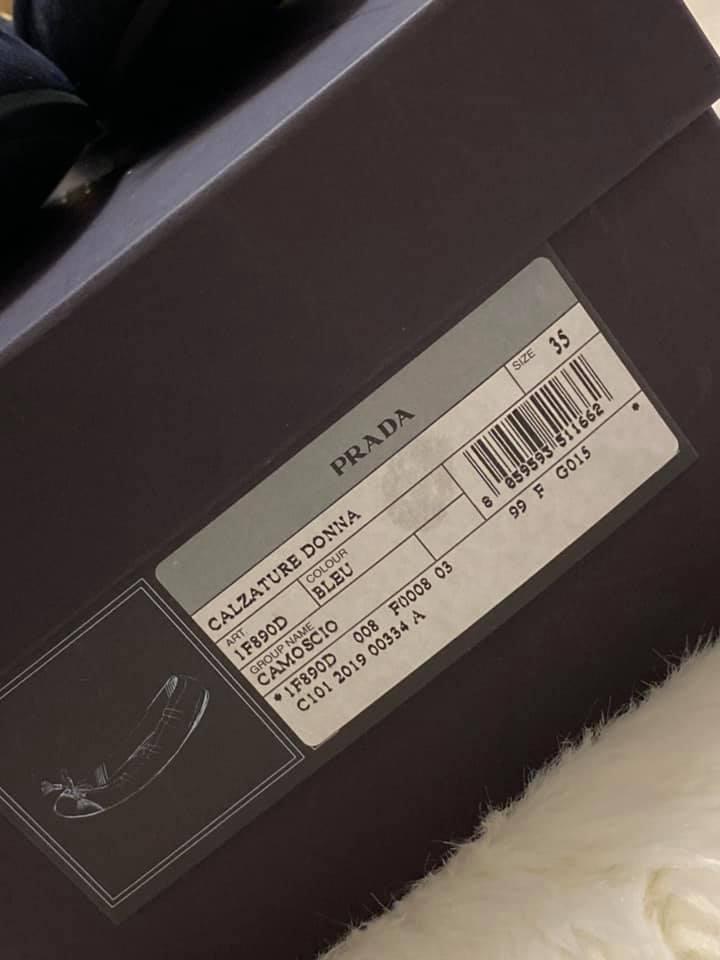 PRADA
CALZATURE DONNA
SIZE 35
ART.
1F890D
COLOUR
BLEU
8 059593 511662
GROUP NAME
CAMOSCIO
99 F G015
*1F890D 008 F0008 03 *
C101 2019 00334 A